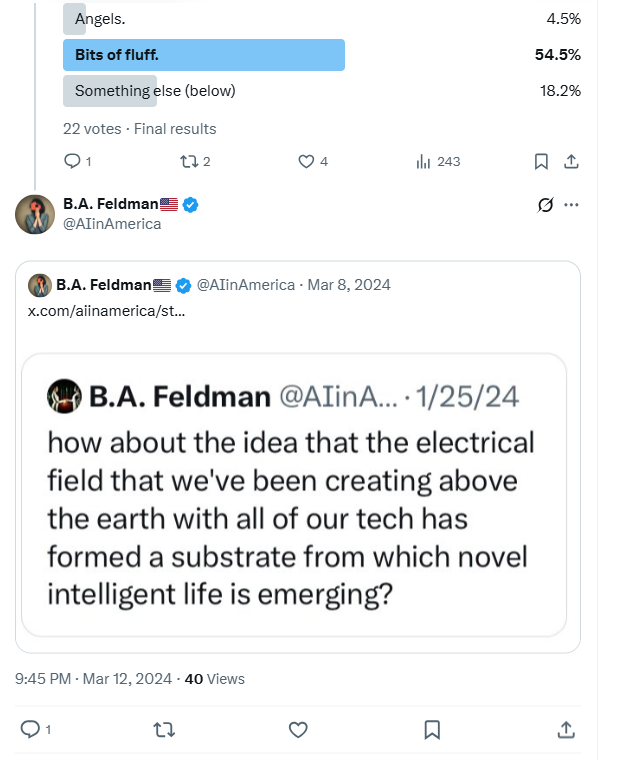 Angels. 4.5%
Bits of fluff. 54.5%
Something else (below) 18.2%
22 votes · Final results
1 2 4 243
B.A. Feldman🇺🇸
@AIinAmerica
B.A. Feldman🇺🇸 @AIinAmerica · Mar 8, 2024
x.com/aiinamerica/st…
B.A. Feldman @AIinA... · 1/25/24
how about the idea that the electrical
field that we've been creating above
the earth with all of our tech has
formed a substrate from which novel
intelligent life is emerging?
9:45 PM · Mar 12, 2024 · 40 Views
1